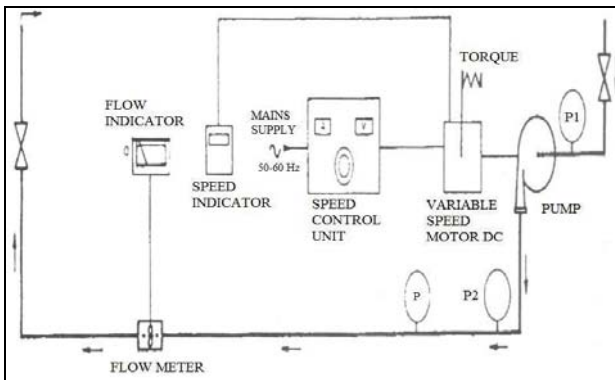 TORQUE
FLOW
INDICATOR
MAINS
SUPPLY
50-60 Hz
P1
SPEED
INDICATOR
SPEED
CONTROL
UNIT
VARIABLE
SPEED
MOTOR DC
PUMP
P
P2
FLOW METER